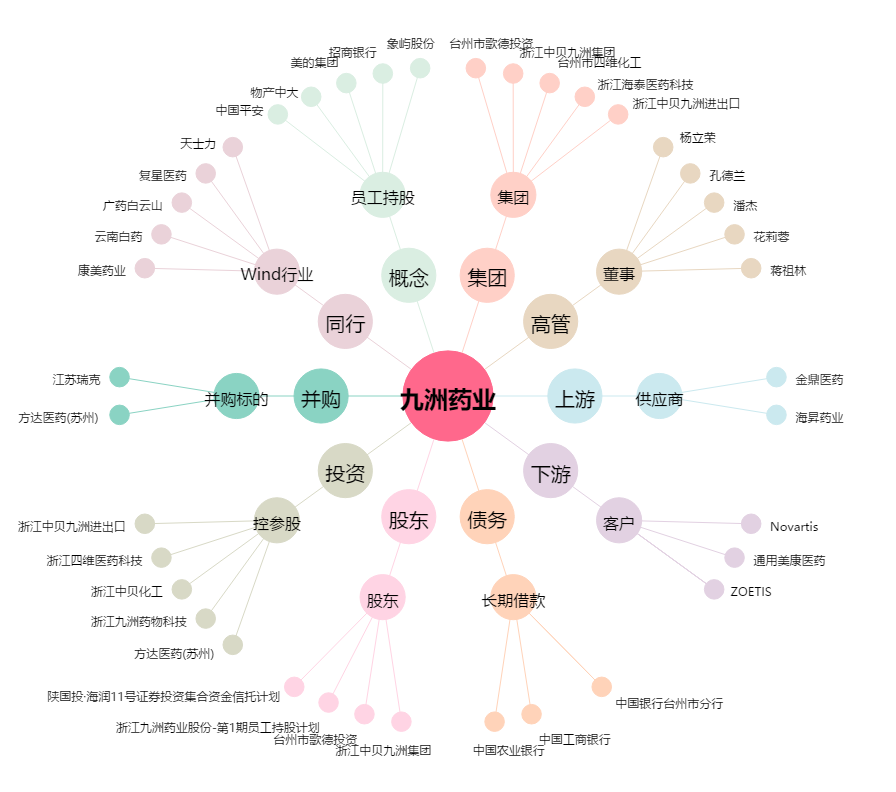 象屿股份
台州市歌德投资
招商银行
浙江中贝九洲集团
美的集团
台州市四维化工
物产中大
浙江海泰医药科技
中国平安
浙江中贝九洲进出口
天士力
杨立荣
复星医药
孔德兰
员工持股
集团
广药白云山
潘杰
云南白药
花莉蓉
康美药业
Wind行业
概念
集团
董事
蒋祖林
同行
高管
江苏瑞克
金鼎医药
并购标的
并购
九洲药业
上游
供应商
方达医药(苏州)
海昇药业
投资
下游
浙江中贝九洲进出口
控参股
股东
债务
客户
Novartis
浙江四维医药科技
通用美康医药
浙江中贝化工
ZOETIS
股东
长期借款
浙江九洲药物科技
方达医药(苏州)
陕国投·海润11号证券投资集合资金信托计划
中国银行台州市分行
浙江九洲药业股份-第1期员工持股计划
台州市歌德投资
中国工商银行
浙江中贝九洲集团
中国农业银行